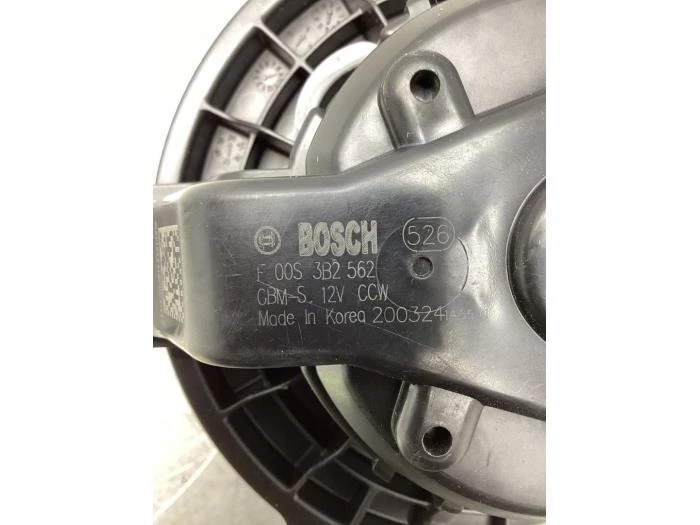 BOSCH 526
F 00S 3B2 562
GBM-S, 12V CCW
Made In Korea 200324